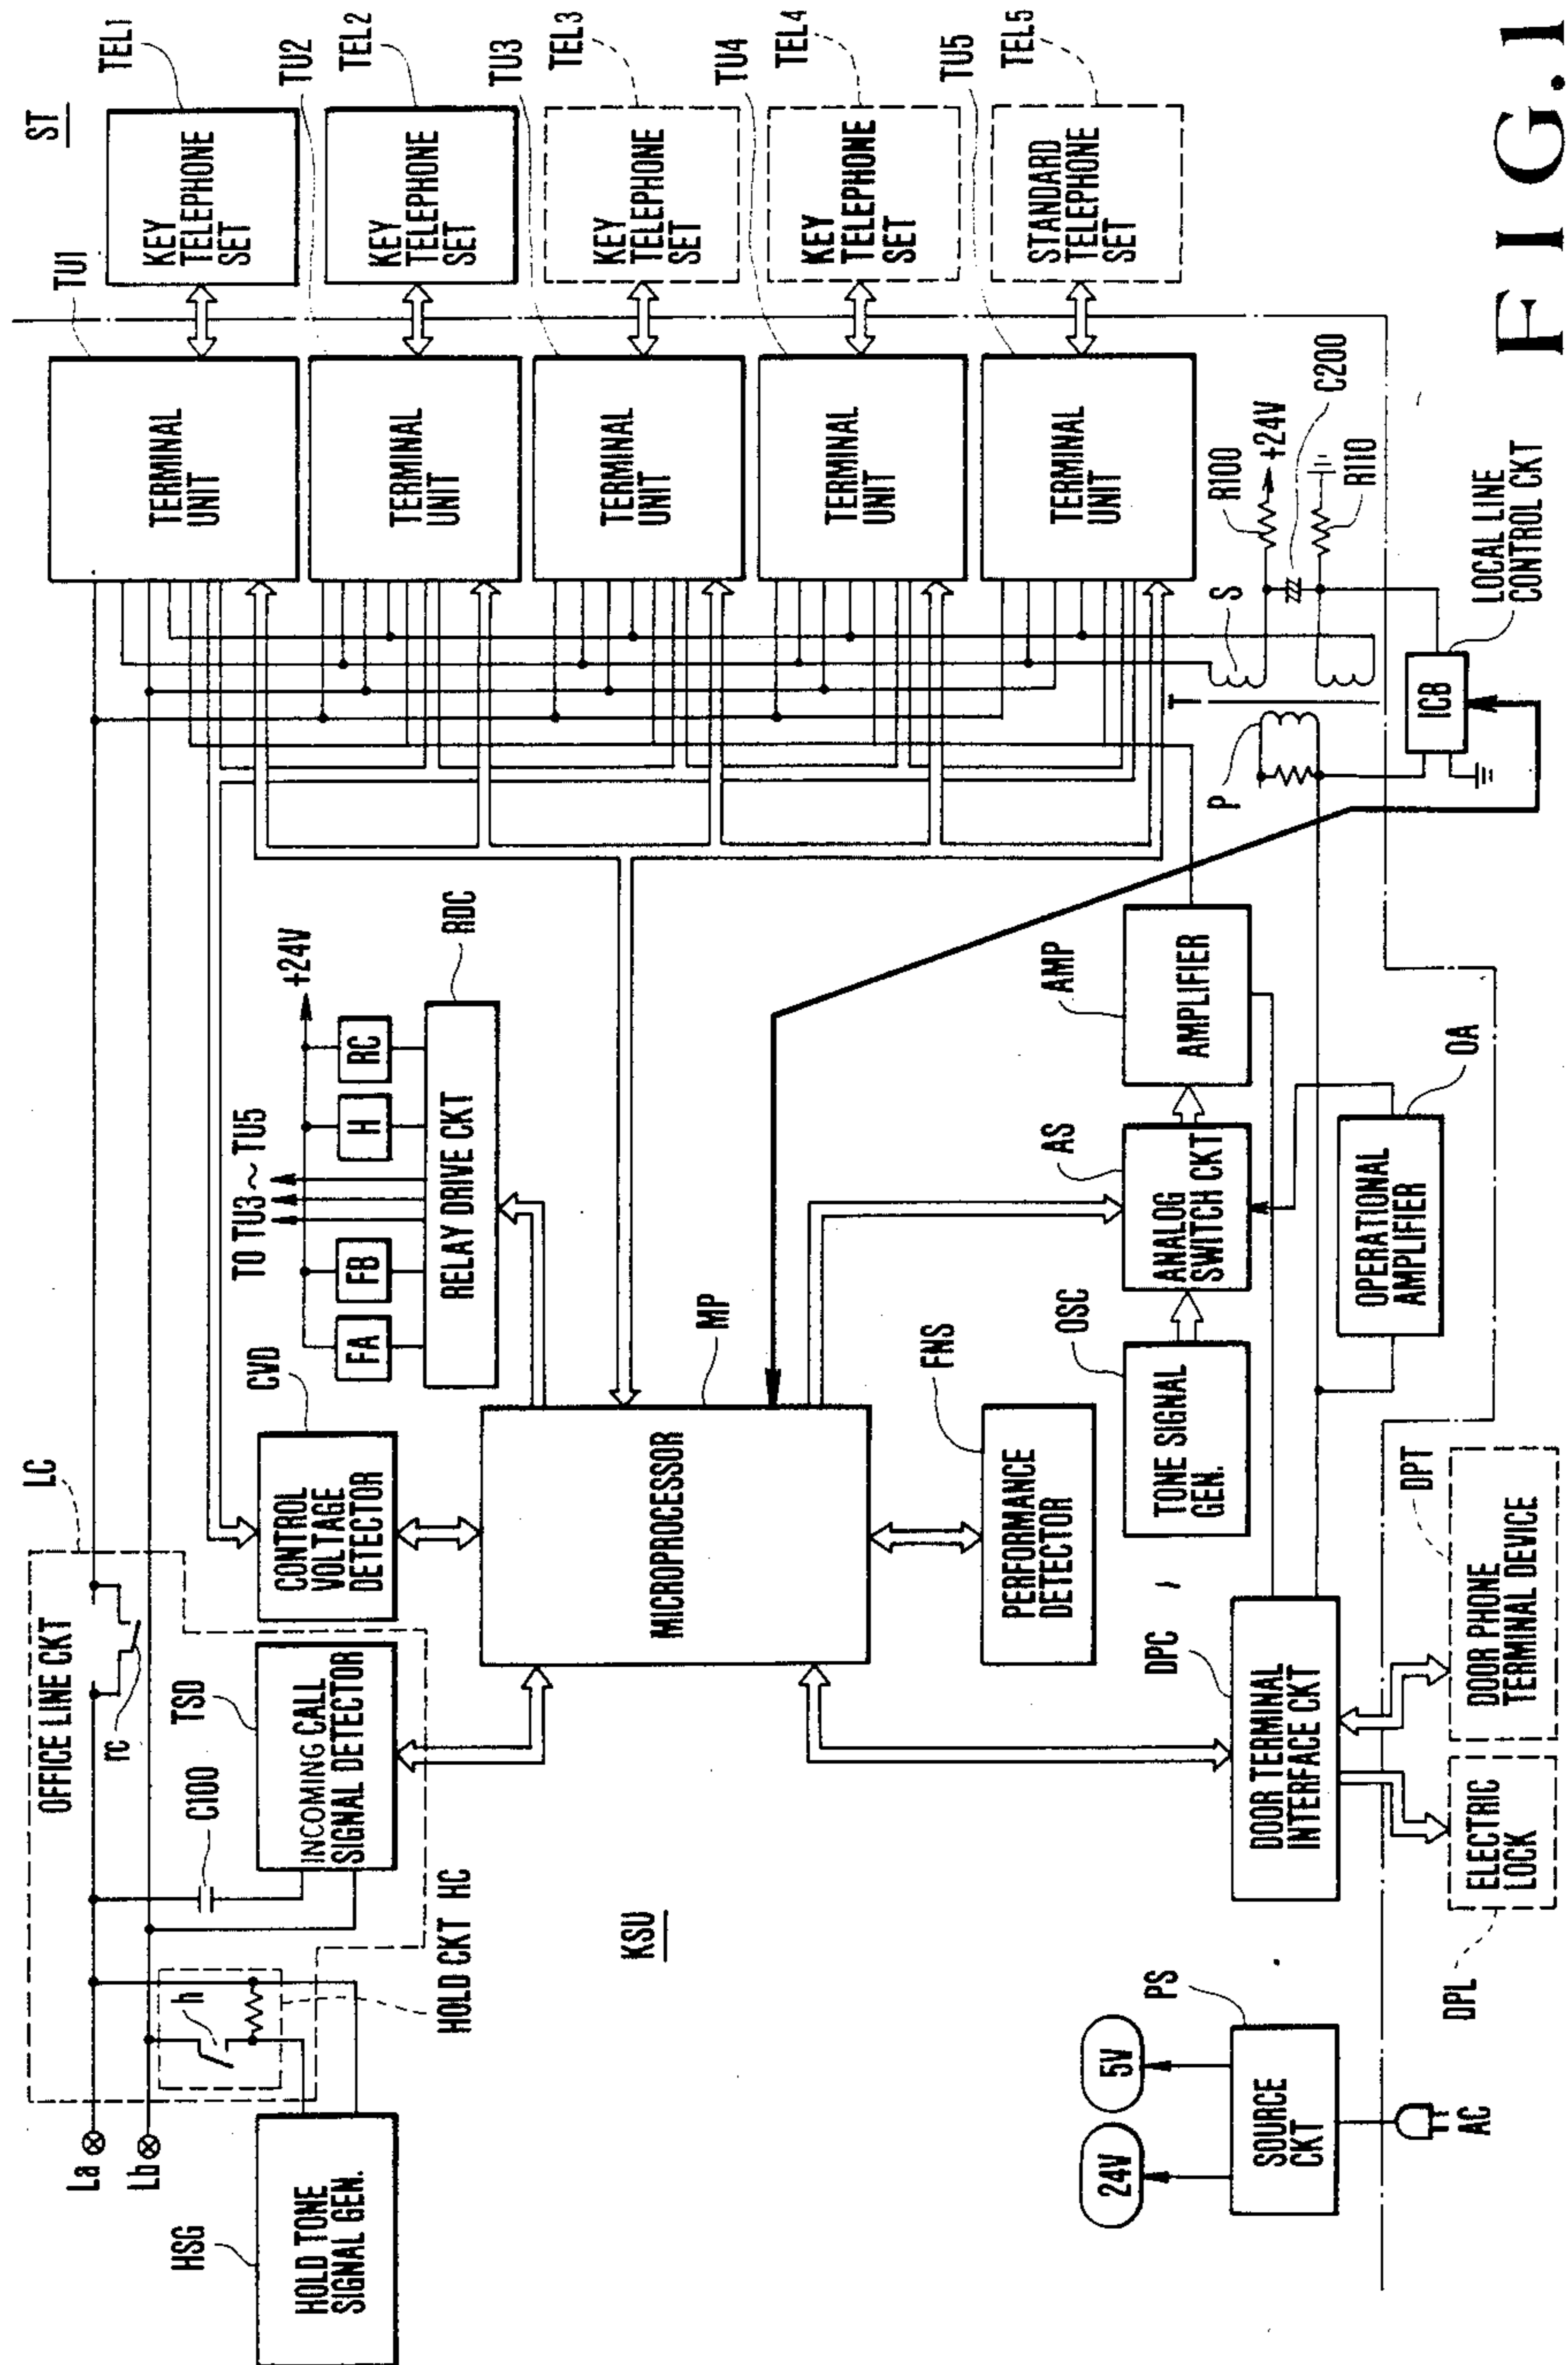 ST
TEL1
KEY
TELEPHONE
SET
TU1
TERMINAL
UNIT
TU2
TEL2
KEY
TELEPHONE
SET
TERMINAL
UNIT
TU3
TEL3
KEY
TELEPHONE
SET
TERMINAL
UNIT
TU4
TEL4
KEY
TELEPHONE
SET
TERMINAL
UNIT
TU5
TEL5
STANDARD
TELEPHONE
SET
TERMINAL
UNIT
La
Lb
HSG
HOLD TONE
SIGNAL GEN.
h
HOLD CKT HC
OFFICE LINE CKT
LC
rc
C100
TSD
INCOMING CALL
SIGNAL DETECTOR
CVD
CONTROL
VOLTAGE
DETECTOR
TO TU3 ~ TU5
+24V
FA
FB
H
RC
RELAY DRIVE CKT
RDC
MP
MICROPROCESSOR
FNS
PERFORMANCE
DETECTOR
KSU
OSC
TONE SIGNAL
GEN.
AS
ANALOG
SWITCH CKT
AMP
AMPLIFIER
OPERATIONAL
AMPLIFIER
OA
P
S
R100
+24V
C200
R110
ICB
LOCAL LINE
CONTROL CKT
DPC
DOOR TERMINAL
INTERFACE CKT
DPT
DOOR PHONE
TERMINAL DEVICE
ELECTRIC
LOCK
DPL
24V
5V
PS
SOURCE
CKT
AC
FIG.1